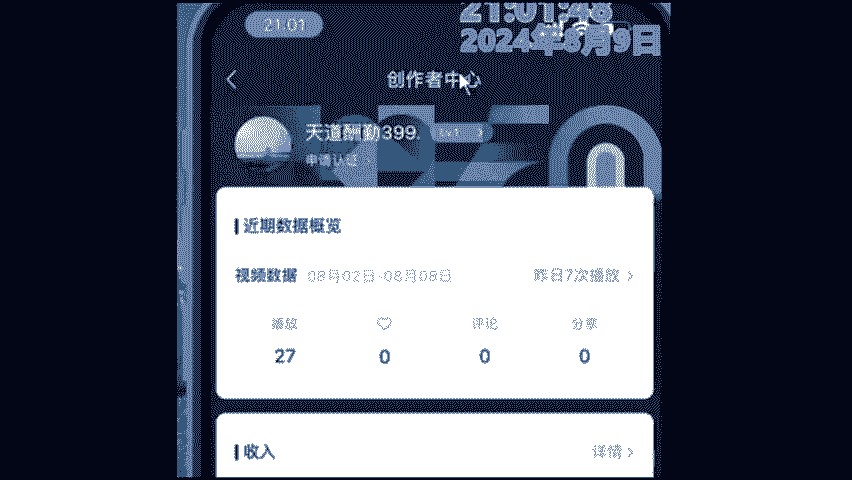 21:01
21:01:48
2024年8月9日
创作者中心
天道酬勤399.
Lv1
申请认证
近期数据概览
视频数据 08月02日-08月08日 昨日7次播放
播放 评论 分享
27 0 0 0
收入 详情